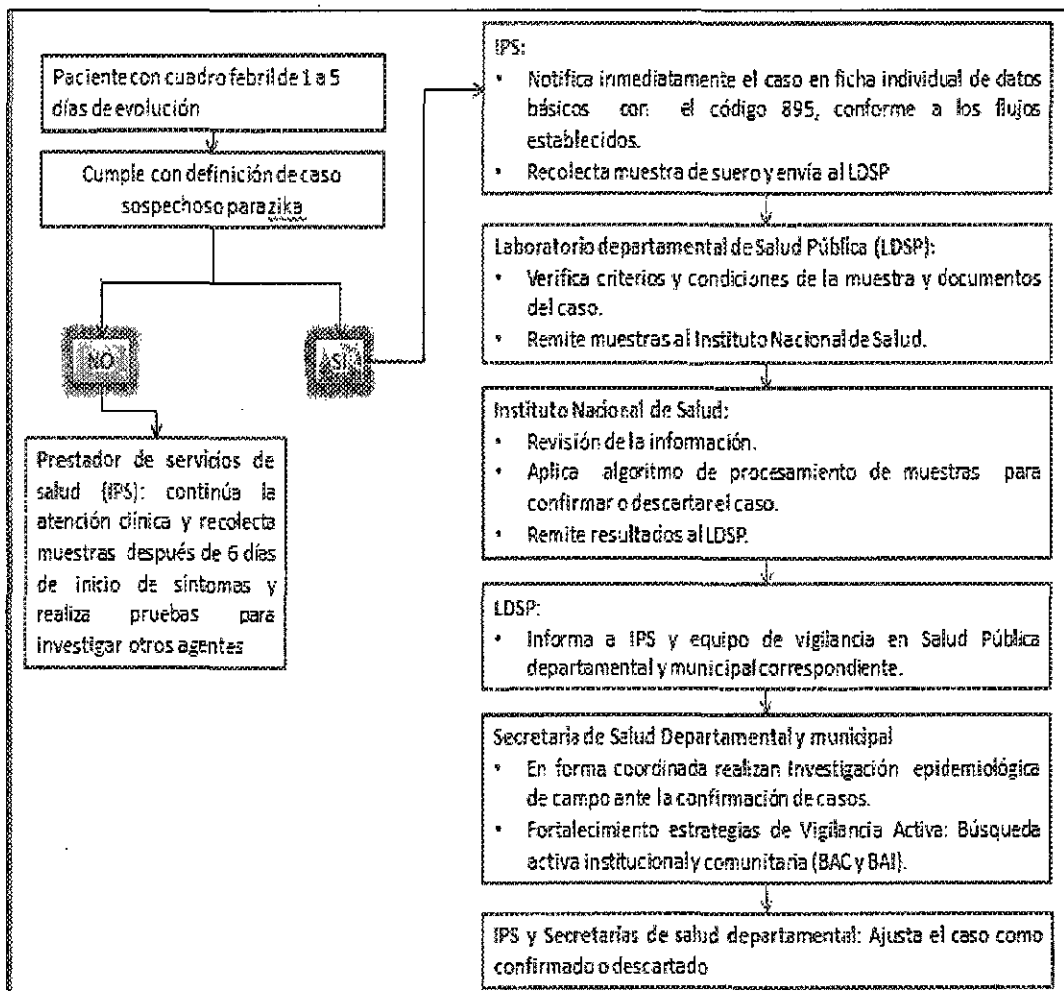 Paciente con cuadro febril de 1 a 5
días de evolución
Cumple con definición de caso
sospechoso para zika
NO
SI
Prestador de servicios de
salud (IPS): continúa la
atención clínica y recolecta
muestras después de 6 días
de inicio de síntomas y
realiza pruebas para
investigar otros agentes
IPS:
• Notifica inmediatamente el caso en ficha individual de datos
básicos con el código 895, conforme a los flujos
establecidos.
• Recolecta muestra de suero y envía al LDSP
Laboratorio departamental de Salud Pública (LDSP):
• Verifica criterios y condiciones de la muestra y documentos
del caso.
• Remite muestras al Instituto Nacional de Salud.
Instituto Nacional de Salud:
• Revisión de la información.
• Aplica algoritmo de procesamiento de muestras para
confirmar o descartar el caso.
• Remite resultados al LDSP.
LDSP:
• Informa a IPS y equipo de vigilancia en Salud Pública
departamental y municipal correspondiente.
Secretaria de Salud Departamental y municipal
• En forma coordinada realizan Investigación epidemiológica
de campo ante la confirmación de casos.
• Fortalecimiento estrategias de Vigilancia Activa: Búsqueda
activa institucional y comunitaria (BAC y BAI).
IPS y Secretarías de salud departamental: Ajusta el caso como
confirmado o descartado